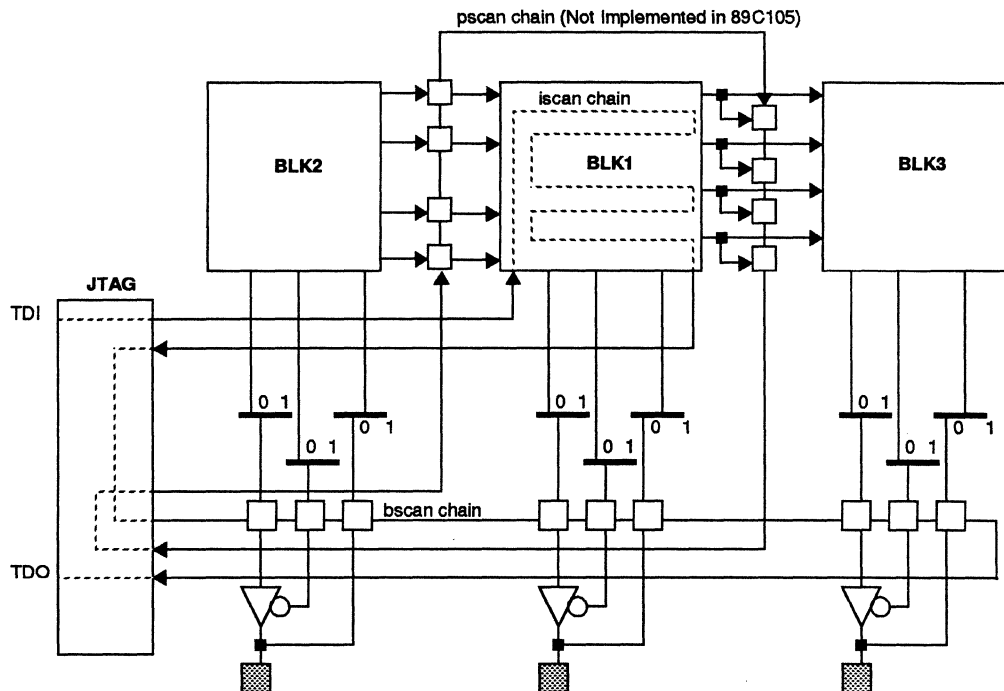 pscan chain (Not Implemented in 89C105)
iscan chain
BLK2
BLK1
BLK3
JTAG
TDI
0 1
0 1
0 1
0 1
0 1
0 1
0 1
0 1
0 1
bscan chain
TDO